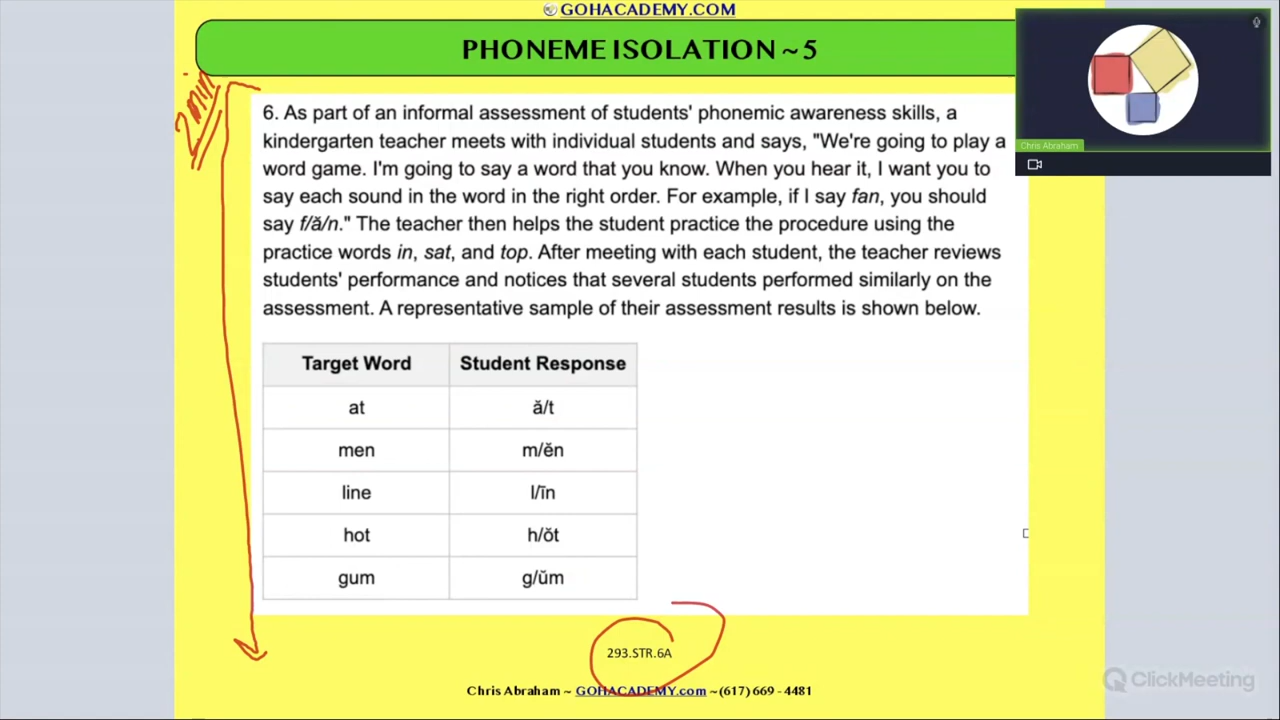 GOHACADEMY.COM
PHONEME ISOLATION ~ 5
2 min
6. As part of an informal assessment of students' phonemic awareness skills, a
kindergarten teacher meets with individual students and says, "We're going to play a
word game. I'm going to say a word that you know. When you hear it, I want you to
say each sound in the word in the right order. For example, if I say fan, you should
say f/ă/n." The teacher then helps the student practice the procedure using the
practice words in, sat, and top. After meeting with each student, the teacher reviews
students' performance and notices that several students performed similarly on the
assessment. A representative sample of their assessment results is shown below.
Target Word Student Response
at ă/t
men m/ĕn
line l/īn
hot h/ŏt
gum g/ŭm
293.STR.6A
Chris Abraham ~ GOHACADEMY.com ~(617) 669 - 4481
Chris Abraham
ClickMeeting